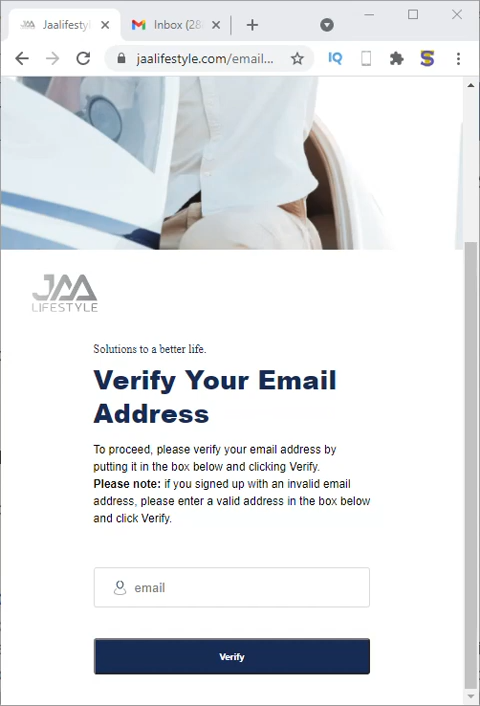 Jaalifestyle
Inbox (28
jaalifestyle.com/email...
IQ
S
JAA
LIFESTYLE
Solutions to a better life.
Verify Your Email
Address
To proceed, please verify your email address by
putting it in the box below and clicking Verify.
Please note: if you signed up with an invalid email
address, please enter a valid address in the box below
and click Verify.
email
Verify